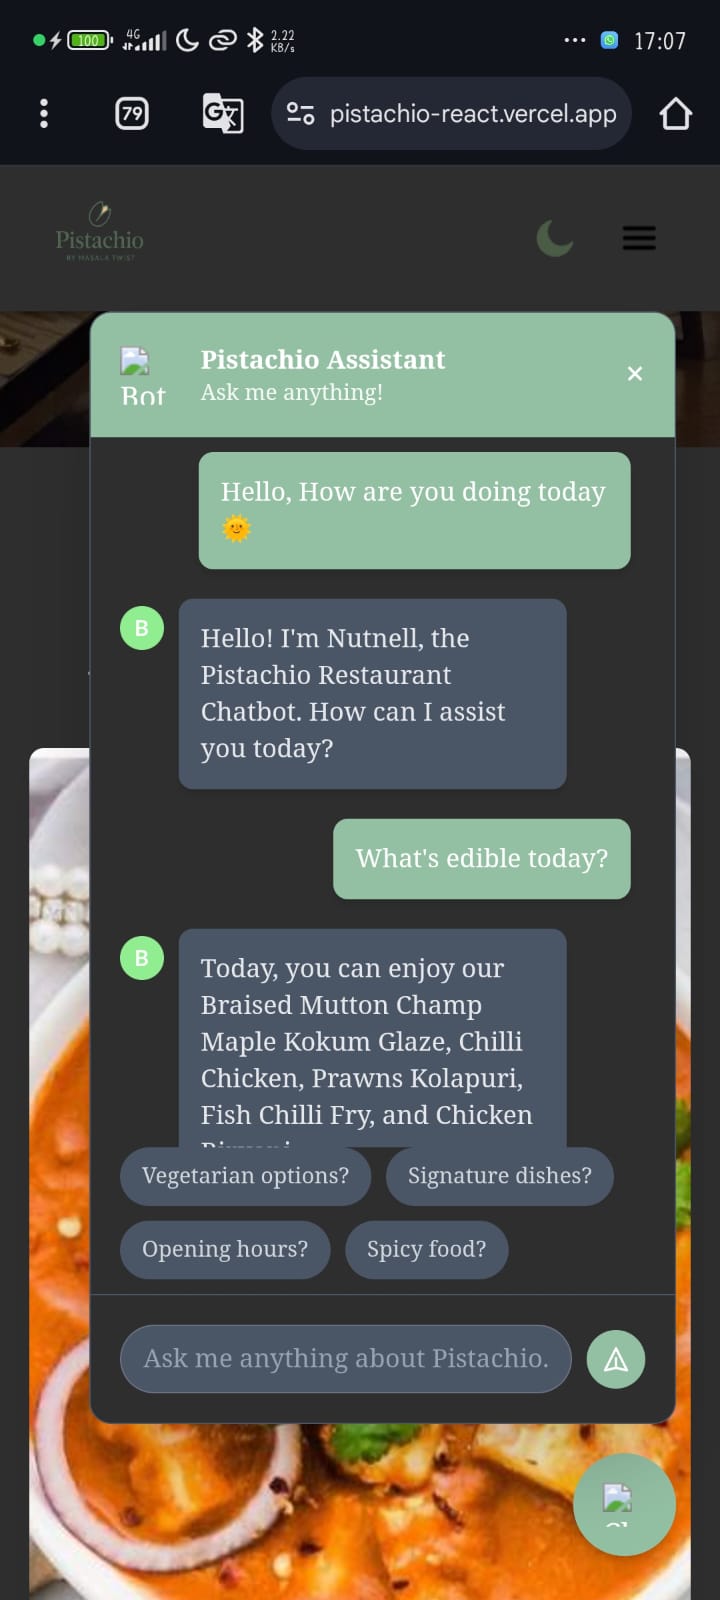 100 4G 2.22 KB/s 17:07
79 G 文 pistachio-react.vercel.app
Pistachio
BY MASALA TWIST
Pistachio Assistant
Bot
Ask me anything!
×
Hello, How are you doing today
🌞
B
Hello! I'm Nutnell, the
Pistachio Restaurant
Chatbot. How can I assist
you today?
What's edible today?
B
Today, you can enjoy our
Braised Mutton Champ
Maple Kokum Glaze, Chilli
Chicken, Prawns Kolapuri,
Fish Chilli Fry, and Chicken
Vegetarian options?
Signature dishes?
Opening hours?
Spicy food?
Ask me anything about Pistachio.